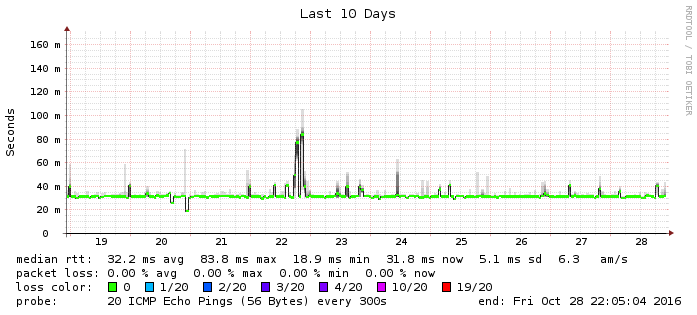 Last 10 Days
RRDTOOL / TOBI OETIKER
Seconds
160 m
140 m
120 m
100 m
80 m
60 m
40 m
20 m
0
19 20 21 22 23 24 25 26 27 28
median rtt: 32.2 ms avg 83.8 ms max 18.9 ms min 31.8 ms now 5.1 ms sd 6.3 am/s
packet loss: 0.00 % avg 0.00 % max 0.00 % min 0.00 % now
loss color: 0 1/20 2/20 3/20 4/20 10/20 19/20
probe: 20 ICMP Echo Pings (56 Bytes) every 300s end: Fri Oct 28 22:05:04 2016